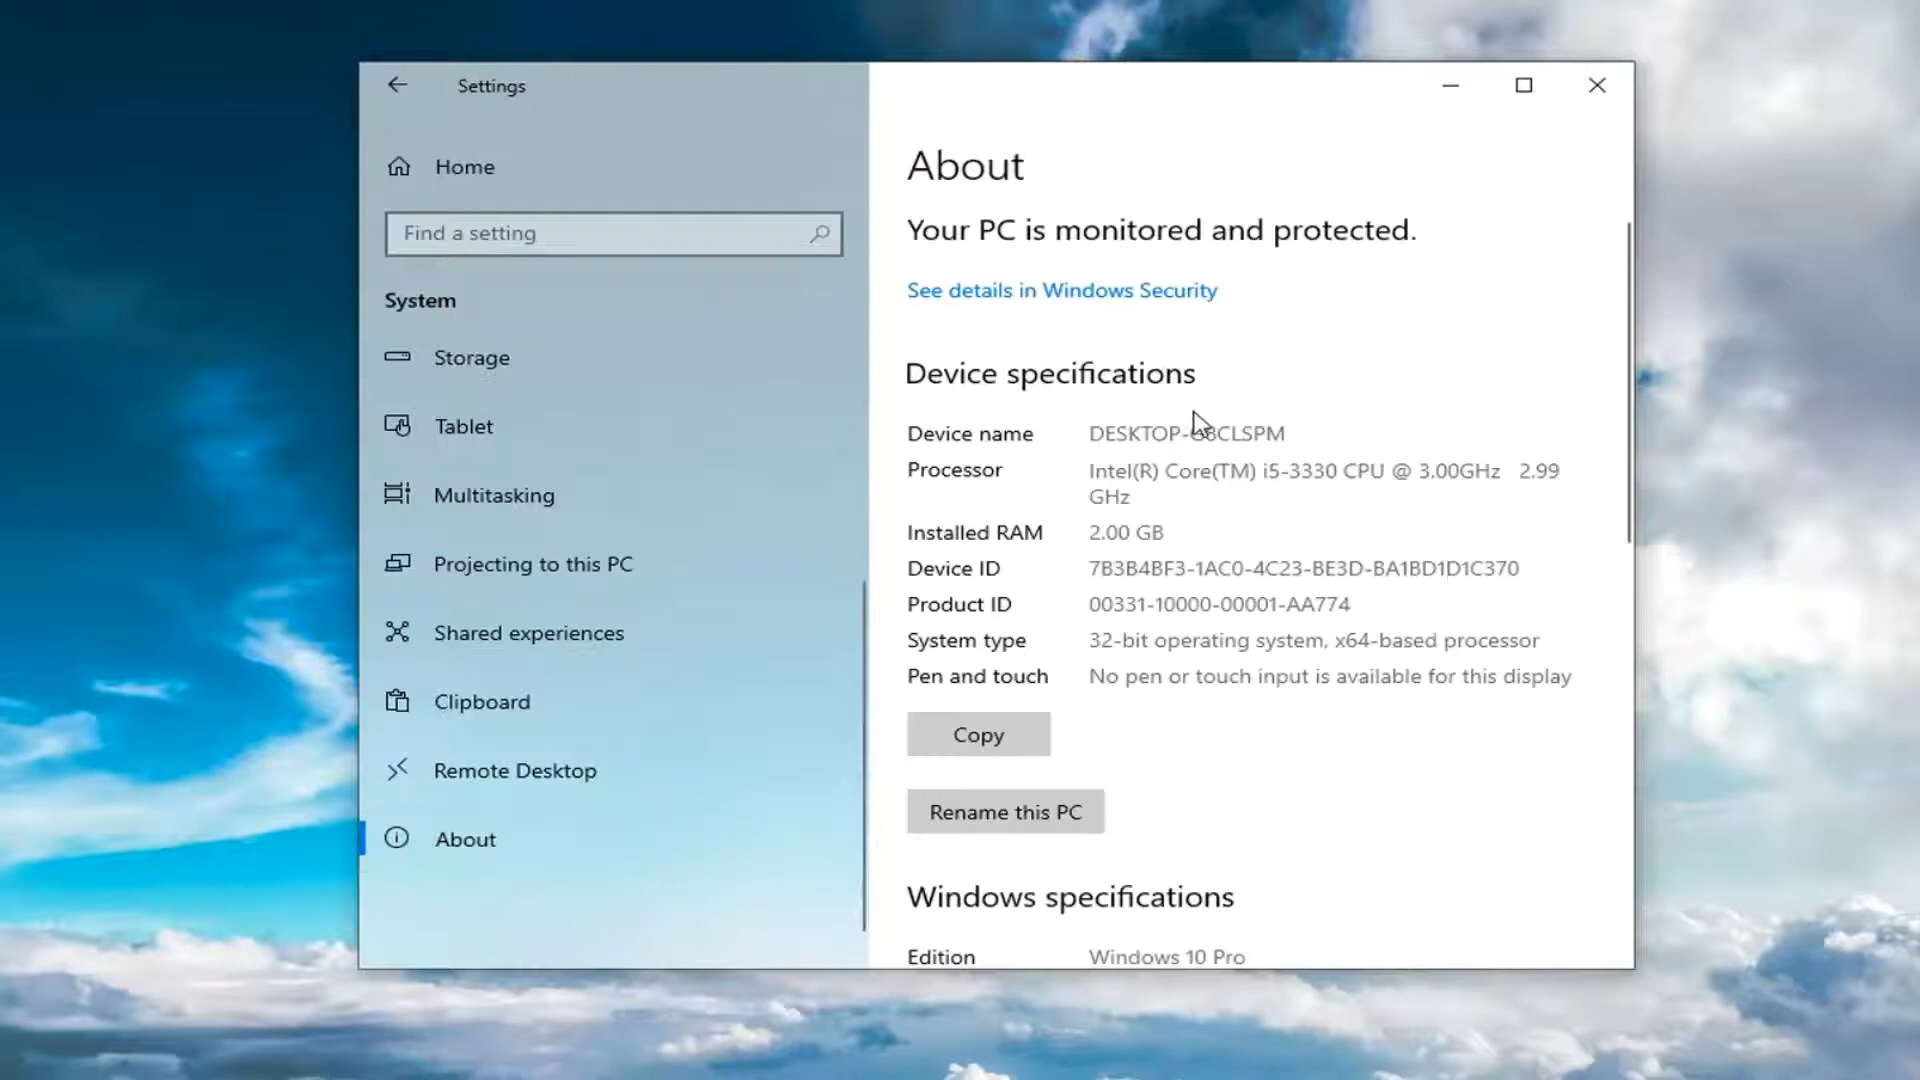 Settings
Home
Find a setting
System
Storage
Tablet
Multitasking
Projecting to this PC
Shared experiences
Clipboard
Remote Desktop
About
About
Your PC is monitored and protected.
See details in Windows Security
Device specifications
Device name
Processor Intel(R) Core(TM) i5-3330 CPU @ 3.00GHz 2.99
GHz
Installed RAM 2.00 GB
Device ID 7B3B4BF3-1AC0-4C23-BE3D-BA1BD1D1C370
Product ID 00331-10000-00001-AA774
System type 32-bit operating system, x64-based processor
Pen and touch No pen or touch input is available for this display
Copy
Rename this PC
Windows specifications
Edition Windows 10 Pro